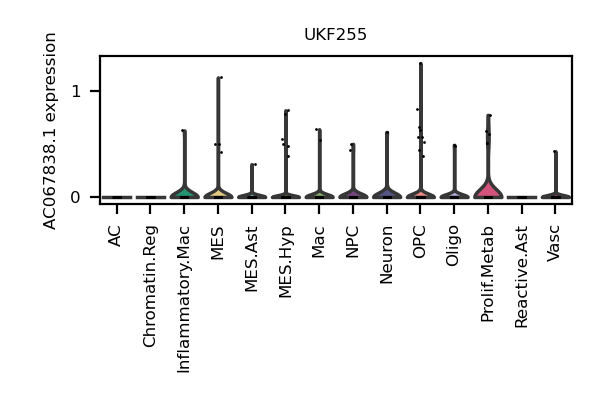 UKF255
AC067838.1 expression
1
0
AC
Chromatin.Reg
Inflammatory.Mac
MES
MES.Ast
MES.Hyp
Mac
NPC
Neuron
OPC
Oligo
Prolif.Metab
Reactive.Ast
Vasc